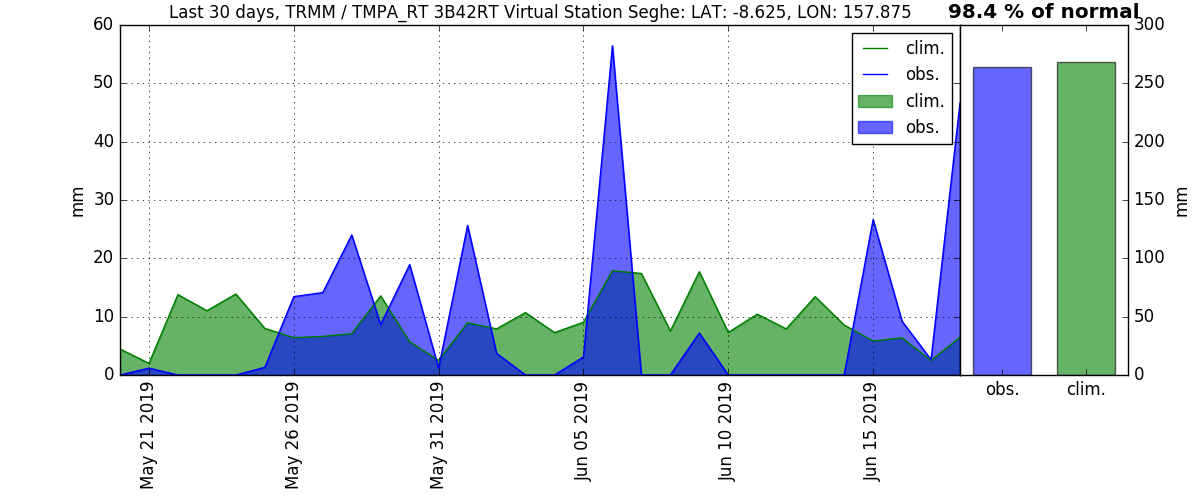 Last 30 days, TRMM / TMPA_RT 3B42RT Virtual Station Seghe: LAT: -8.625, LON: 157.875
98.4 % of normal
60
50
40
30
20
10
0
mm
clim.
obs.
clim.
obs.
300
250
200
150
100
50
0
mm
May 21 2019
May 26 2019
May 31 2019
Jun 05 2019
Jun 10 2019
Jun 15 2019
obs.
clim.